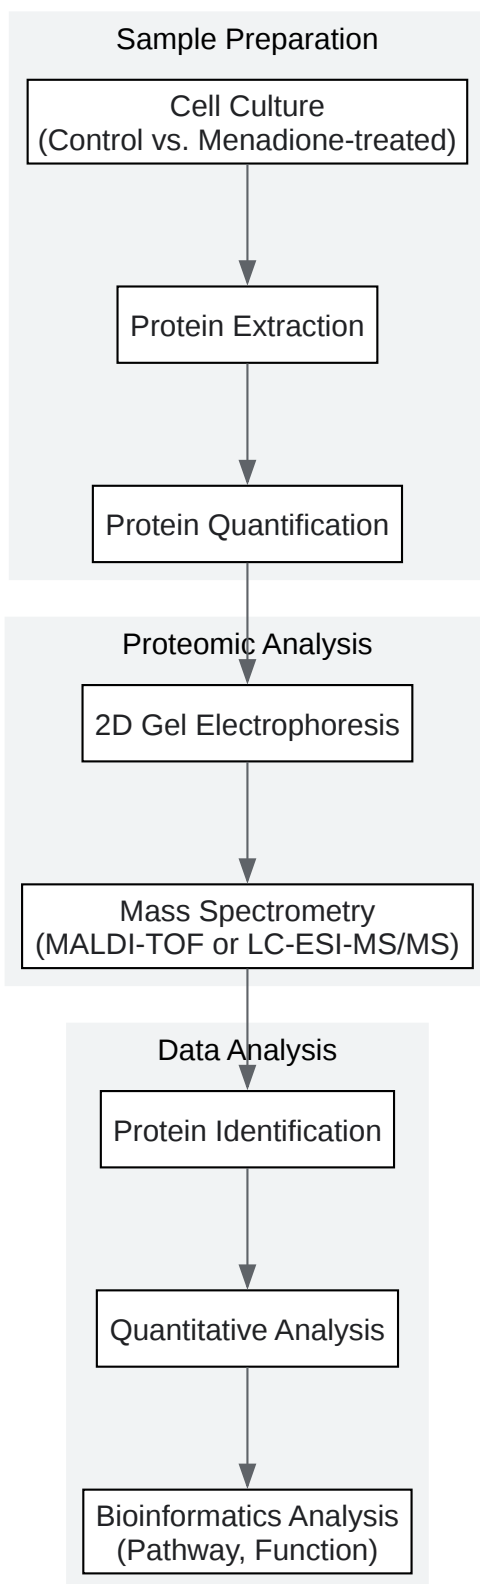 Sample Preparation
Cell Culture
(Control vs. Menadione-treated)
Protein Extraction
Protein Quantification
Proteomic Analysis
2D Gel Electrophoresis
Mass Spectrometry
(MALDI-TOF or LC-ESI-MS/MS)
Data Analysis
Protein Identification
Quantitative Analysis
Bioinformatics Analysis
(Pathway, Function)